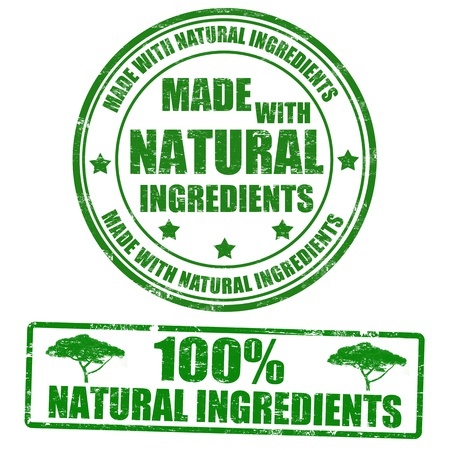 MADE WITH NATURAL INGREDIENTS
MADE
WITH
NATURAL
INGREDIENTS
MADE WITH NATURAL INGREDIENTS
100%
NATURAL INGREDIENTS